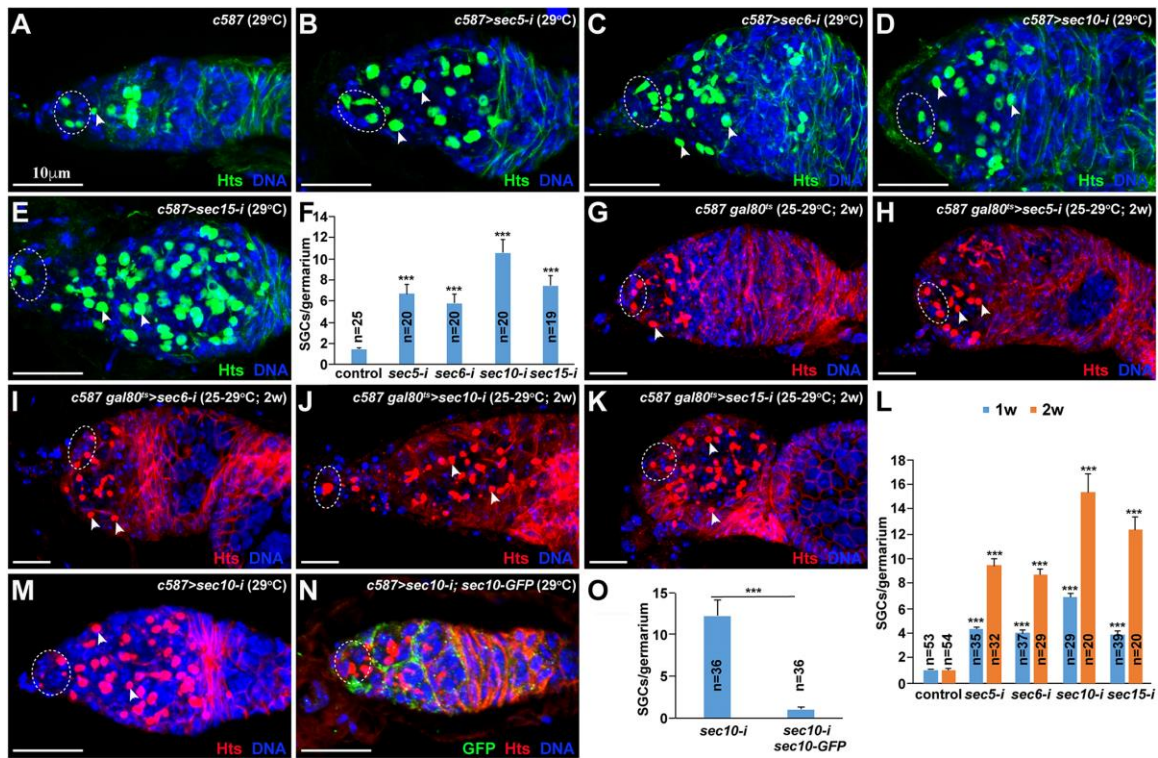 A
c587 (29°C)
10μm
Hts DNA
B
c587>sec5-i (29°C)
Hts DNA
C
c587>sec6-i (29°C)
Hts DNA
D
c587>sec10-i (29°C)
Hts DNA
E
c587>sec15-i (29°C)
Hts DNA
F
SGCs/germarium
14
12
10
8
6
4
2
0
n=25
***
n=20
***
n=20
***
n=20
***
n=19
control sec5-i sec6-i sec10-i sec15-i
G
c587 gal80ts (25-29°C; 2w)
Hts DNA
H
c587 gal80ts>sec5-i (25-29°C; 2w)
Hts DNA
I
c587 gal80ts>sec6-i (25-29°C; 2w)
Hts DNA
J
c587 gal80ts>sec10-i (25-29°C; 2w)
Hts DNA
K
c587 gal80ts>sec15-i (25-29°C; 2w)
Hts DNA
L
1w 2w
SGCs/germarium
18
16
14
12
10
8
6
4
2
0
n=53
n=54
***
n=35
***
n=32
***
n=37
***
n=29
***
n=29
***
n=20
***
n=39
***
n=20
control sec5-i sec6-i sec10-i sec15-i
M
c587>sec10-i (29°C)
Hts DNA
N
c587>sec10-i; sec10-GFP (29°C)
GFP Hts DNA
O
SGCs/germarium
15
10
5
0
***
n=36
n=36
sec10-i
sec10-i
sec10-GFP